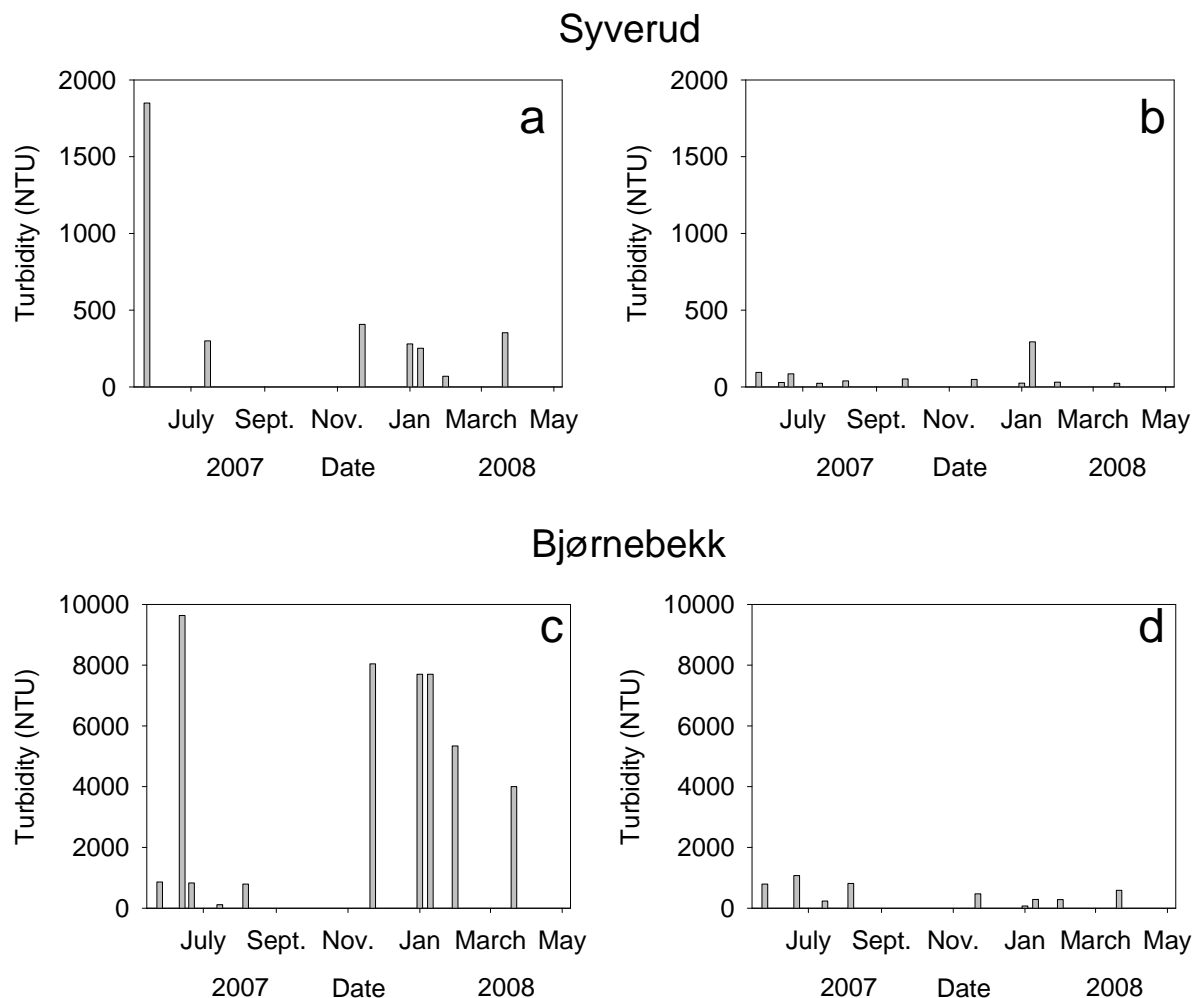 Syverud
2000
1500
1000
500
0
Turbidity (NTU)
a
July Sept. Nov. Jan March May
2007 Date 2008
2000
1500
1000
500
0
Turbidity (NTU)
b
July Sept. Nov. Jan March May
2007 Date 2008
Bjørnebekk
10000
8000
6000
4000
2000
0
Turbidity (NTU)
c
July Sept. Nov. Jan March May
2007 Date 2008
10000
8000
6000
4000
2000
0
Turbidity (NTU)
d
July Sept. Nov. Jan March May
2007 Date 2008